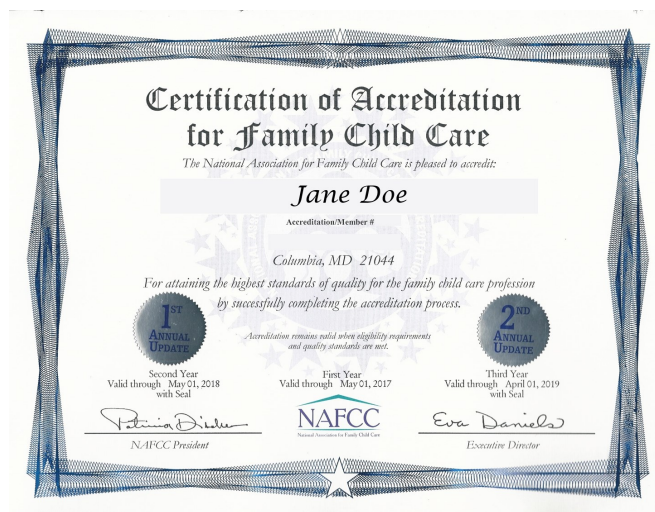 Certification of Accreditation
for Family Child Care
The National Association for Family Child Care is pleased to accredit:
Jane Doe
Accreditation/Member #
Columbia, MD 21044
For attaining the highest standards of quality for the family child care profession
by successfully completing the accreditation process.
1ST
ANNUAL
UPDATE
2ND
ANNUAL
UPDATE
Accreditation remains valid when eligibility requirements
and quality standards are met.
Second Year
Valid through May 01, 2018
with Seal
First Year
Valid through May 01, 2017
Third Year
Valid through April 01, 2019
with Seal
NAFCC
National Association for Family Child Care
Eva Daniels
NAFCC President
Executive Director